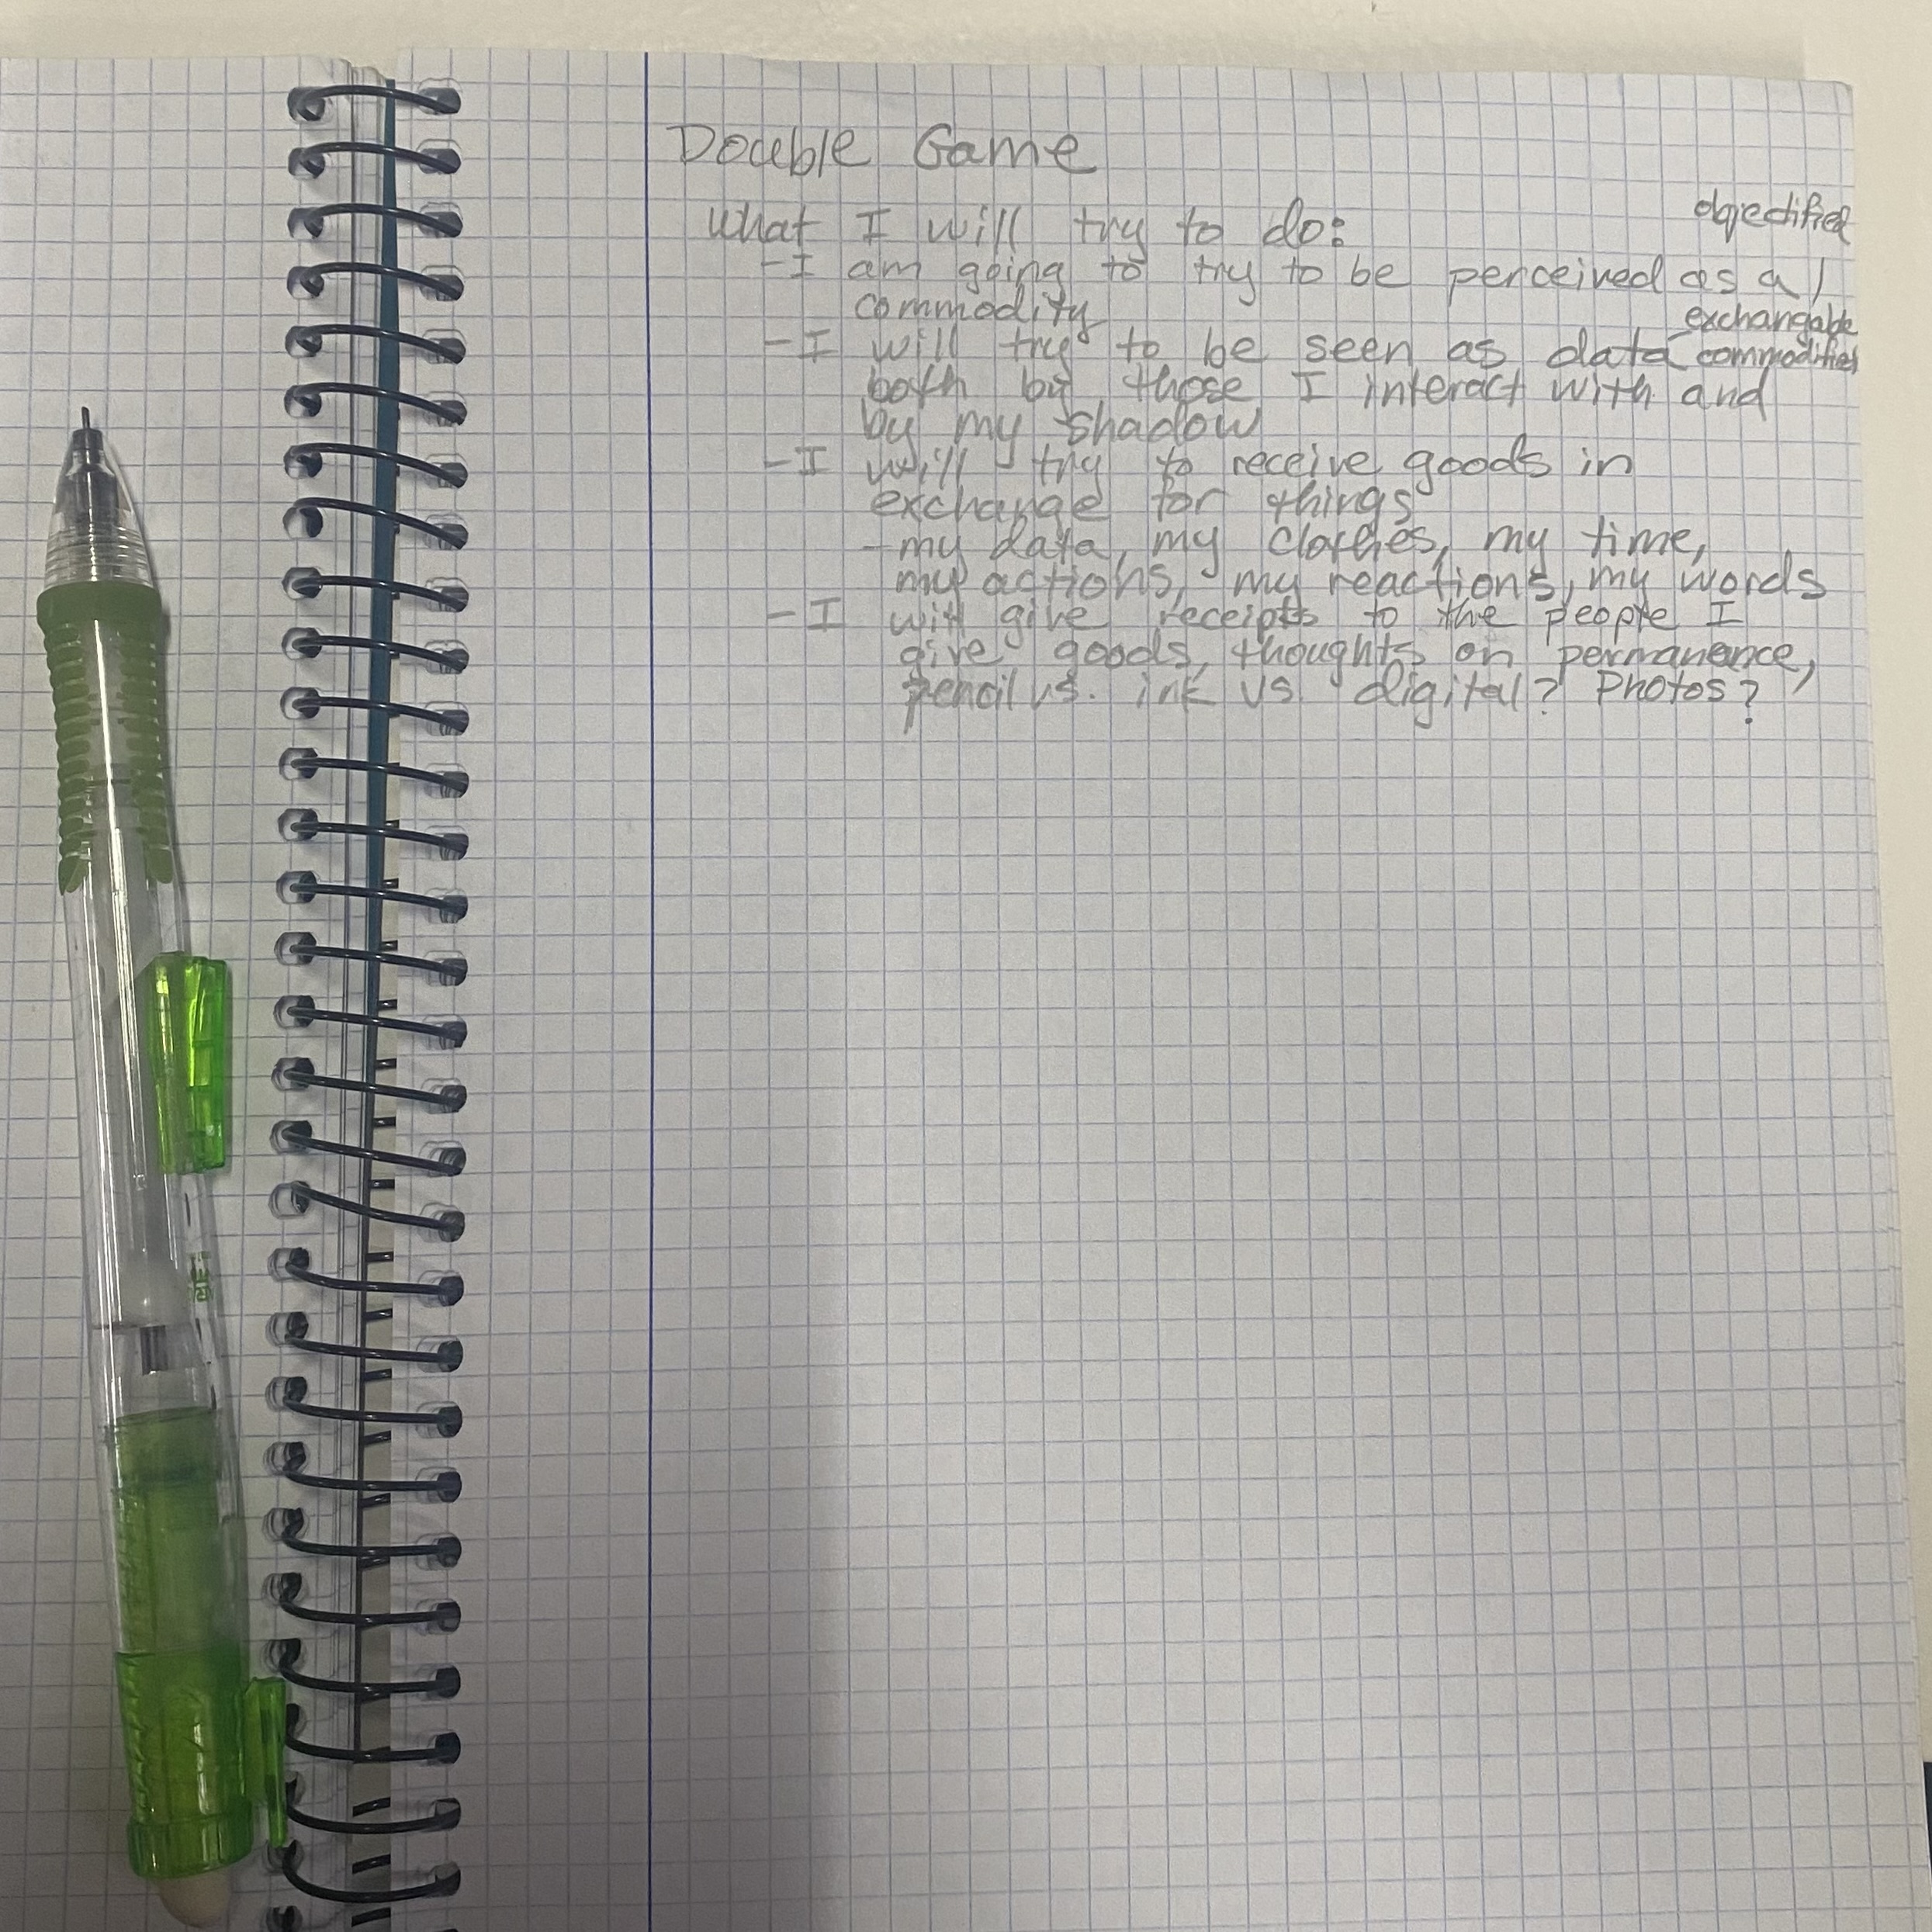 Double Game
What I will try to do:
objectified
- I am going to try to be perceived as a /
commodity
exchangable
- I will try to be seen as data commodified
both by those I interact with and
by my shadow
- I will try to receive goods in
exchange for things
- my data, my clothes, my time,
my actions, my reactions, my words
- I will give receipts to the people I
give goods, thoughts on permanence,
pencil vs. ink vs. digital? Photos?